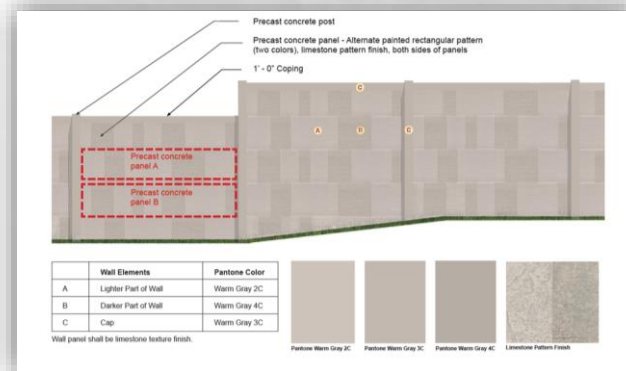 Precast concrete post
Precast concrete panel - Alternate painted rectangular pattern
(two colors), limestone pattern finish, both sides of panels
1' - 0" Coping
C
A
B
C
Precast concrete
panel A
Precast concrete
panel B
Wall Elements
Pantone Color
A
Lighter Part of Wall
Warm Gray 2C
B
Darker Part of Wall
Warm Gray 4C
C
Cap
Warm Gray 3C
Wall panel shall be limestone texture finish.
Pantone Warm Gray 2C
Pantone Warm Gray 3C
Pantone Warm Gray 4C
Limestone Pattern Finish